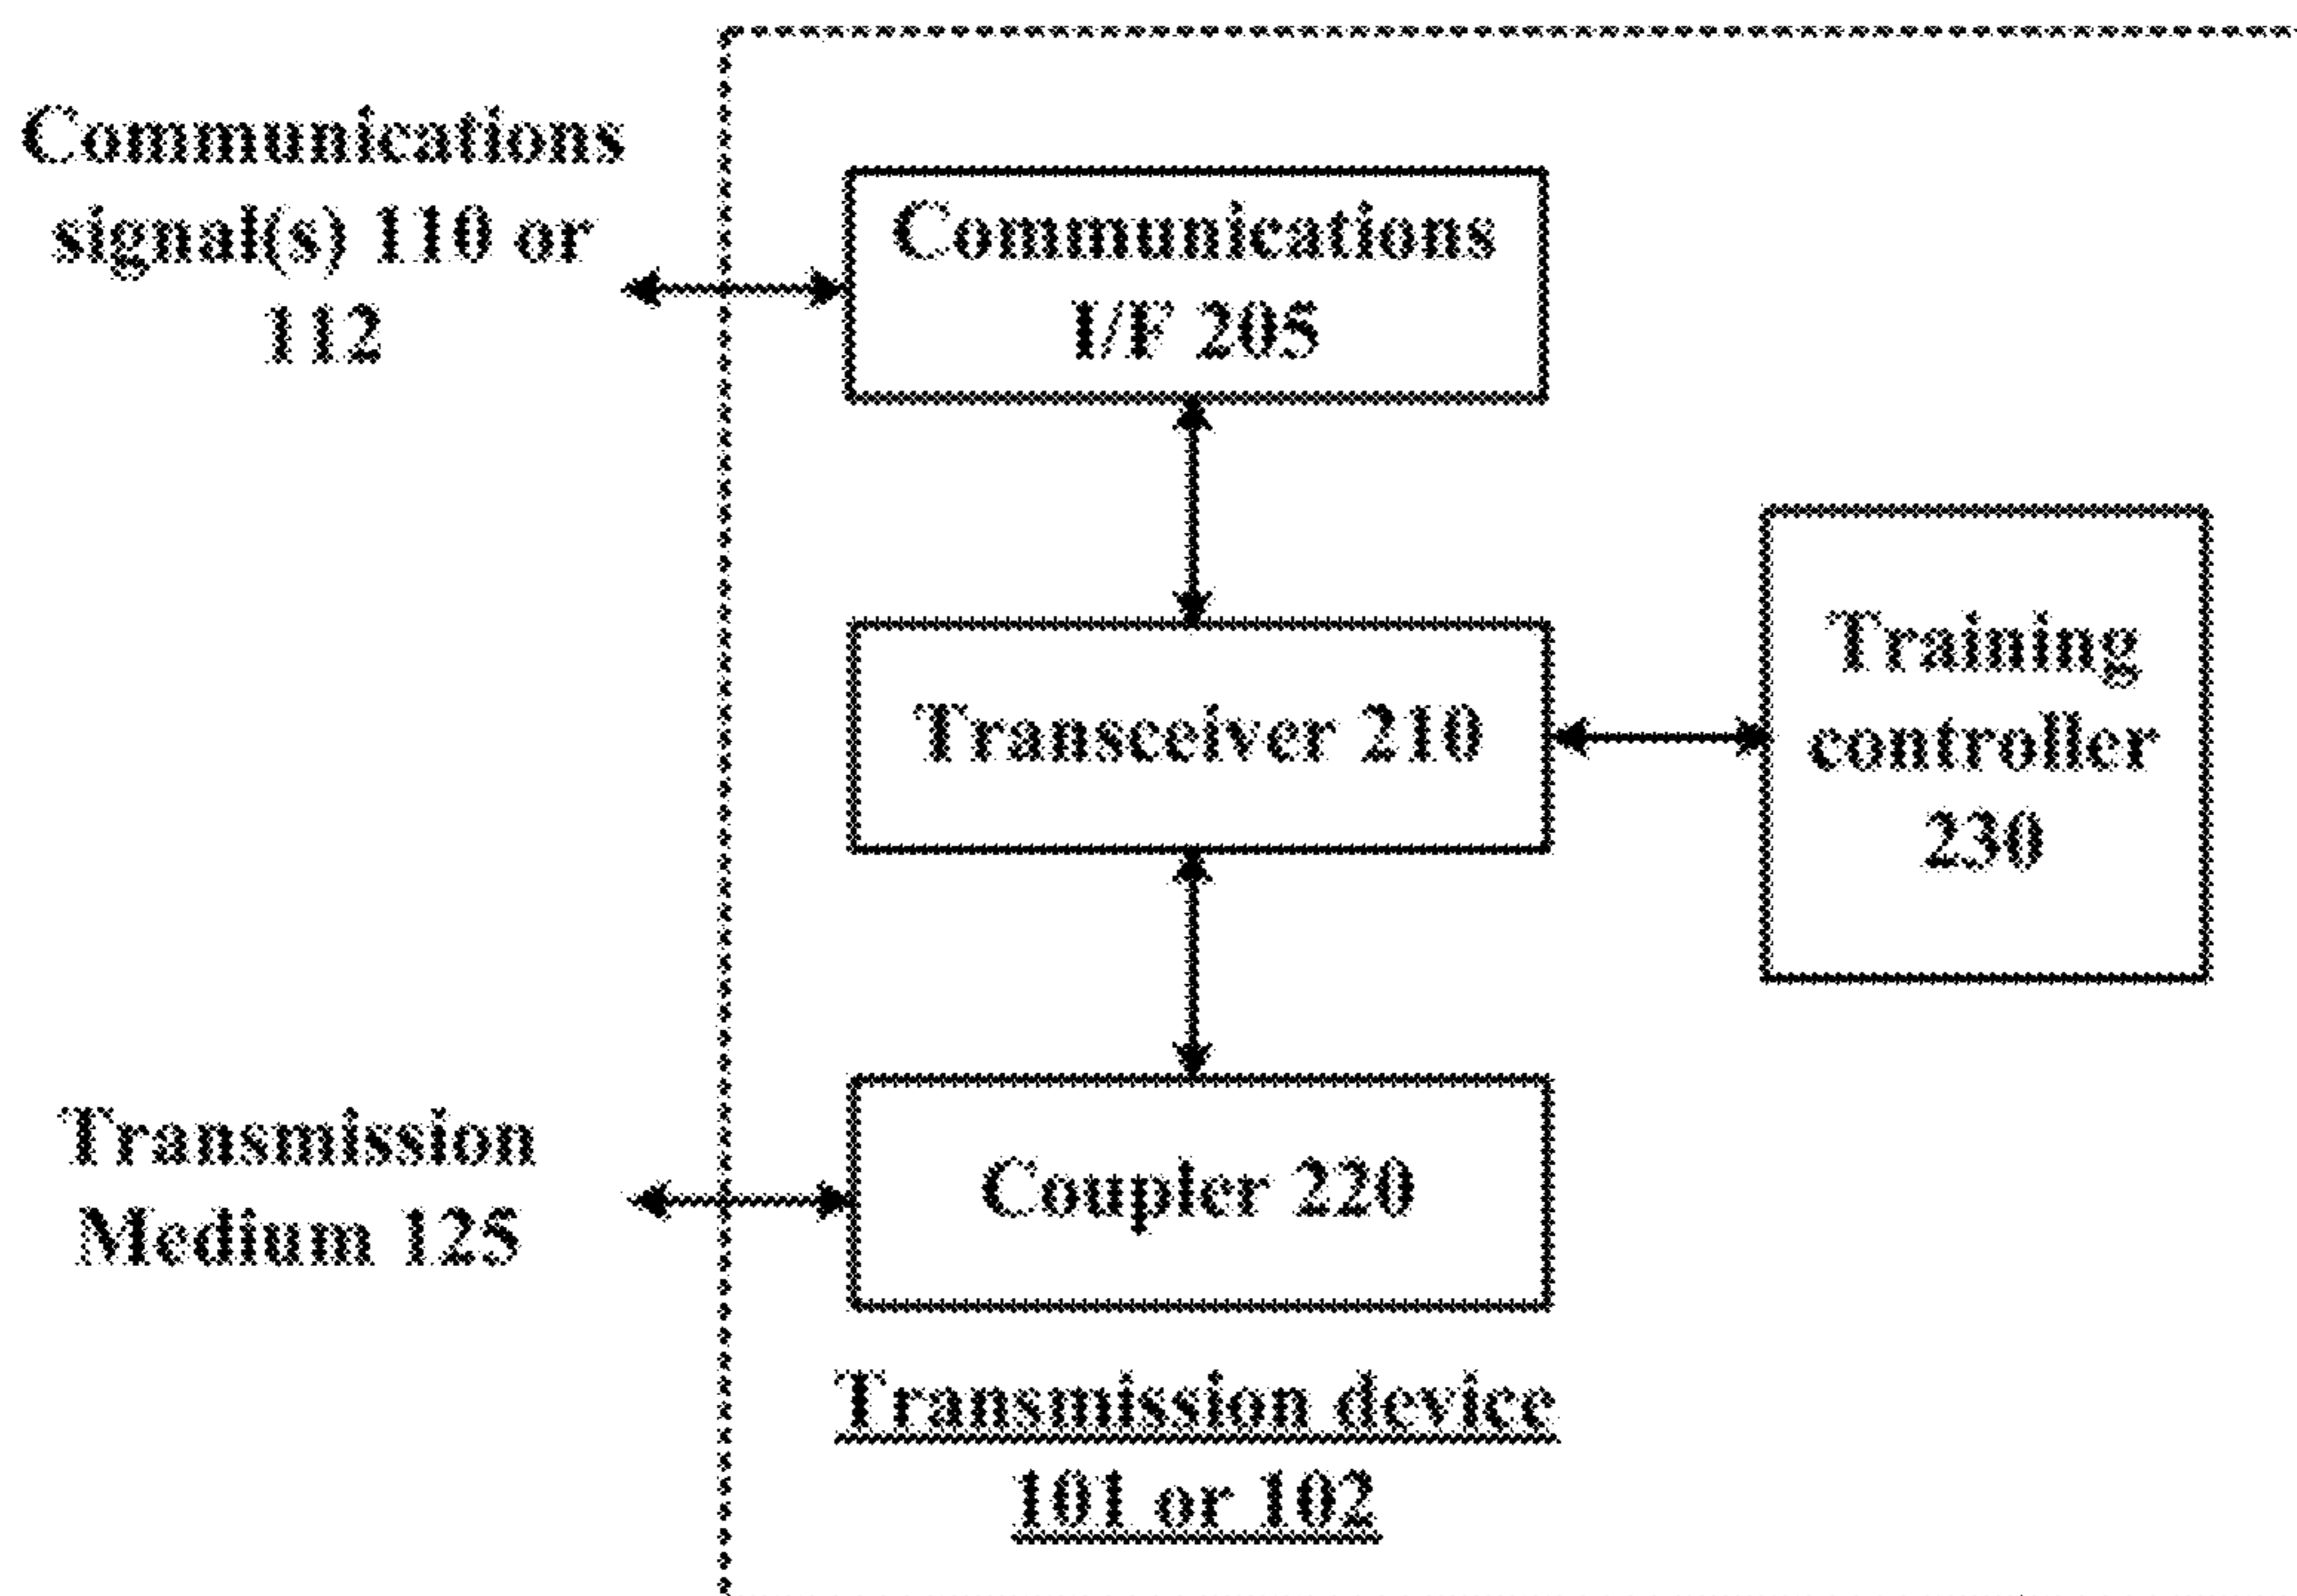 Communications
signal(s) 110 or
112
Communications
I/F 205
Transceiver 210
Training
controller
230
Transmission
Medium 125
Coupler 220
Transmission device
101 or 102